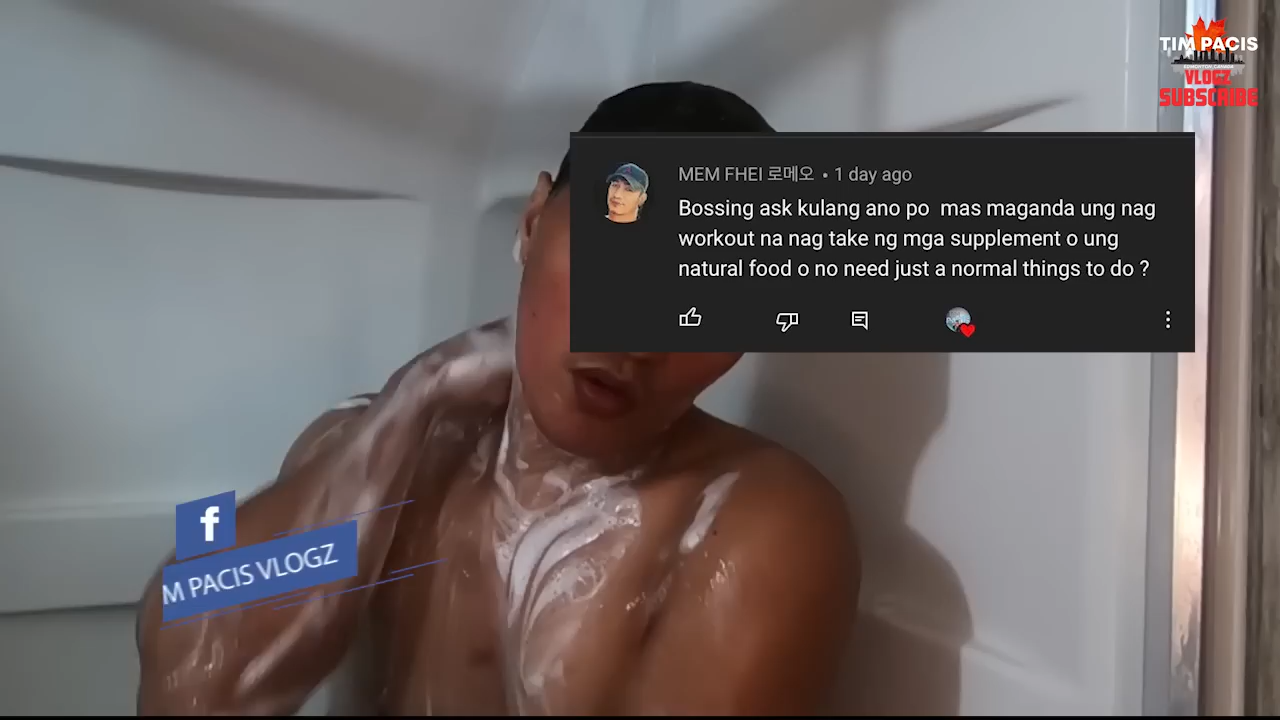 TIM PACIS
EDMONTON, CANADA
VLOGZ
SUBSCRIBE
MEM FHEI 로메오 • 1 day ago
Bossing ask kulang ano po mas maganda ung nag
workout na nag take ng mga supplement o ung
natural food o no need just a normal things to do ?
f
M PACIS VLOGZ